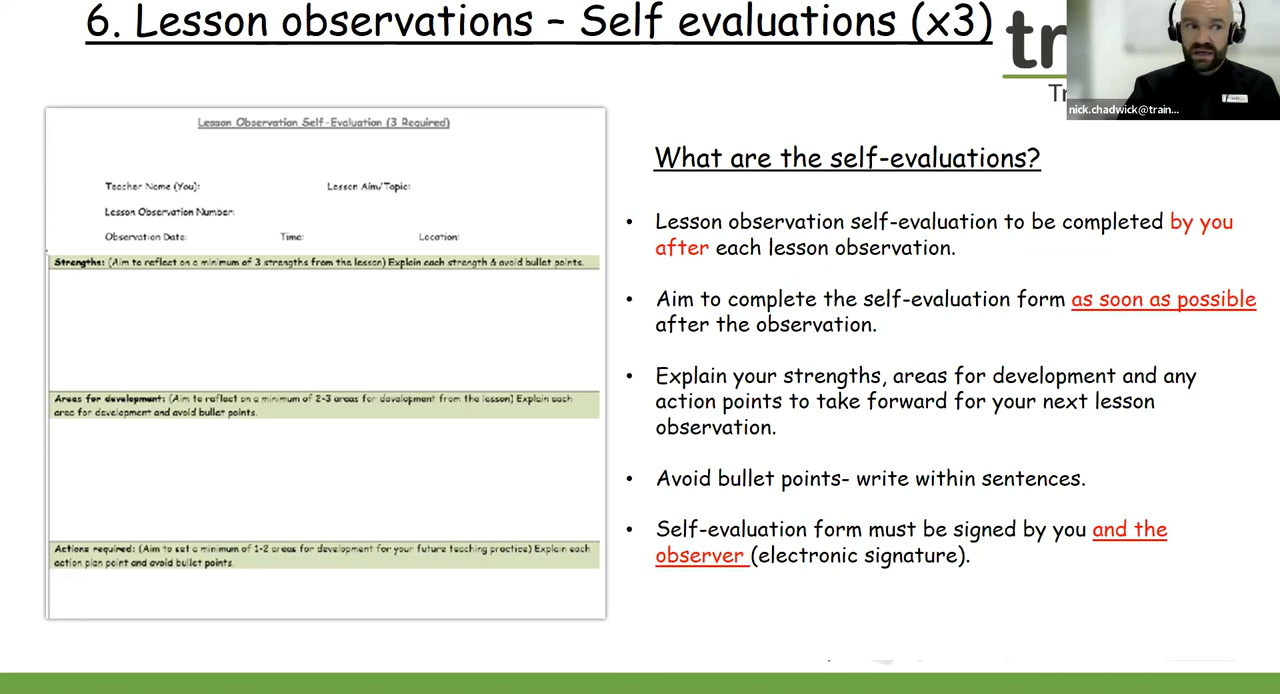 6. Lesson observations – Self evaluations (x3)
tr
Tr
nick.chadwick@train...
Lesson Observation Self-Evaluation (3 Required)
Teacher Name (You):
Lesson Aim/Topic:
Lesson Observation Number:
Observation Date:
Time:
Location:
Strengths: (Aim to reflect on a minimum of 3 strengths from the lesson) Explain each strength & avoid bullet points.
Areas for development: (Aim to reflect on a minimum of 2-3 areas for development from the lesson) Explain each
area for development and avoid bullet points.
Actions required: (Aim to set a minimum of 1-2 areas for development for your future teaching practice) Explain each
action plan point and avoid bullet points.
What are the self-evaluations?
• Lesson observation self-evaluation to be completed by you
after each lesson observation.
• Aim to complete the self-evaluation form as soon as possible
after the observation.
• Explain your strengths, areas for development and any
action points to take forward for your next lesson
observation.
• Avoid bullet points- write within sentences.
• Self-evaluation form must be signed by you and the
observer (electronic signature).